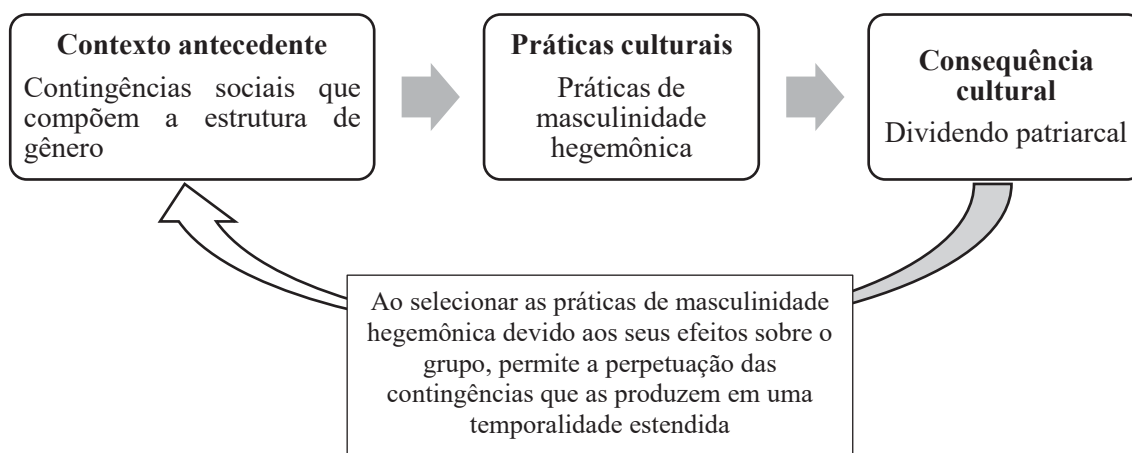 Contexto antecedente
Contingências sociais que
compõem a estrutura de
gênero
Práticas culturais
Práticas de
masculinidade
hegemônica
Consequência
cultural
Dividendo patriarcal
Ao selecionar as práticas de masculinidade
hegemônica devido aos seus efeitos sobre o
grupo, permite a perpetuação das
contingências que as produzem em uma
temporalidade estendida